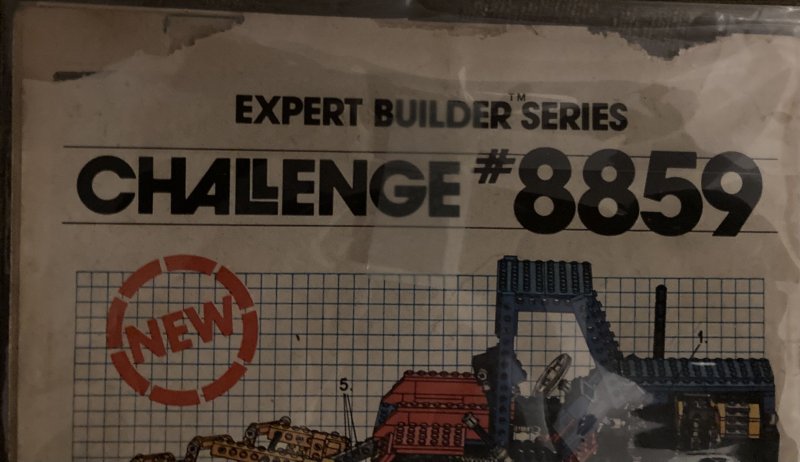 EXPERT BUILDER™ SERIES
CHALLENGE #8859
NEW
1.
5.